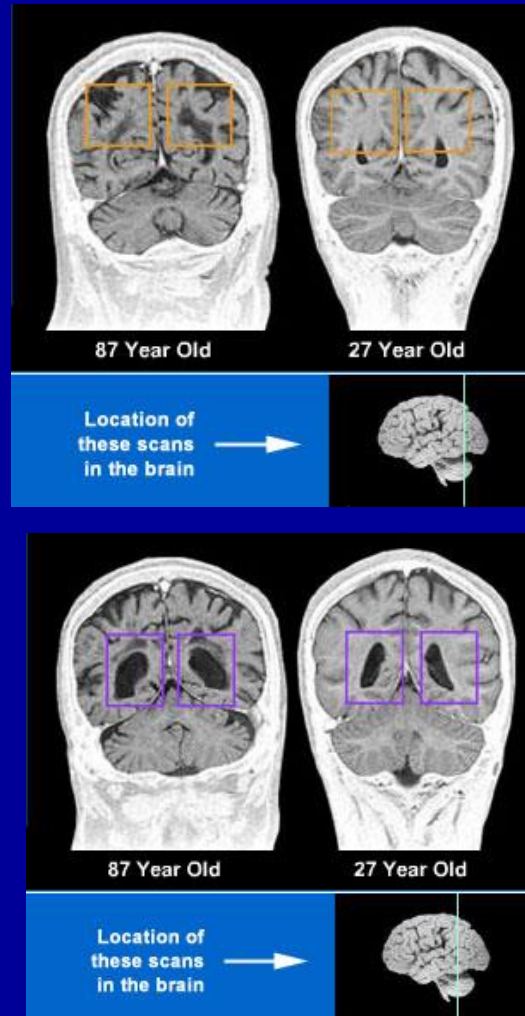 87 Year Old
27 Year Old
Location of
these scans
in the brain
87 Year Old
27 Year Old
Location of
these scans
in the brain